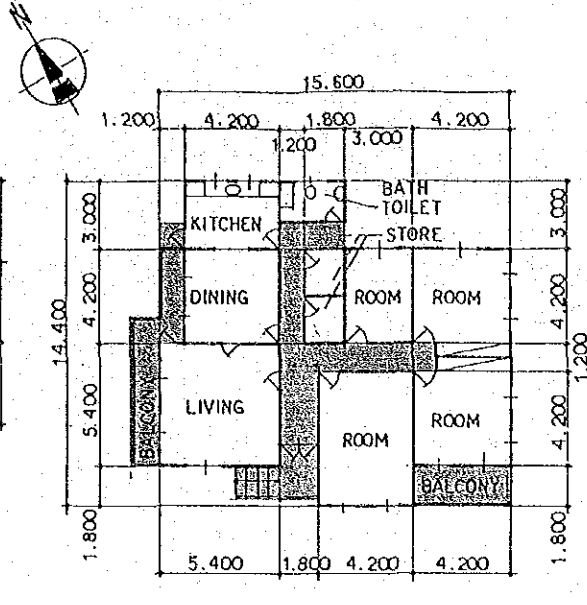 N
15.600
1.200 4.200 1.800 4.200
1.200 3.000
BATH
TOILET
KITCHEN
STORE
DINING ROOM ROOM
LIVING
ROOM
ROOM
BALCONY
BALCONY
3.000
4.200
14.400
5.400
1.800
3.000
4.200
1.200
4.200
1.800
5.400 1.800 4.200 4.200